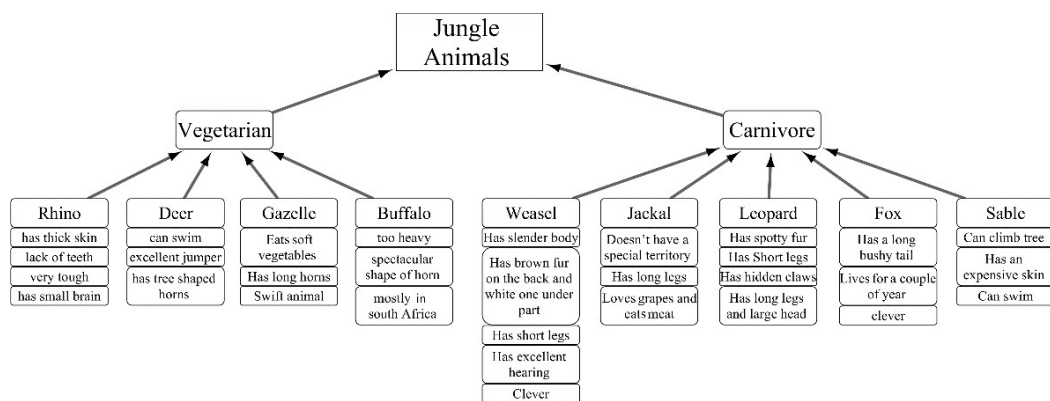 Jungle
Animals
Vegetarian
Carnivore
Rhino
has thick skin
lack of teeth
very tough
has small brain
Deer
can swim
excellent jumper
has tree shaped
horns
Gazelle
Eats soft
vegetables
Has long horns
Swift animal
Buffalo
too heavy
spectacular
shape of horn
mostly in
south Africa
Weasel
Has slender body
Has brown fur
on the back and
white one under
part
Has short legs
Has excellent
hearing
Clever
Jackal
Doesn't have a
special territory
Has long legs
Loves grapes and
eats meat
Leopard
Has spotty fur
Has Short legs
Has hidden claws
Has long legs
and large head
Fox
Has a long
bushy tail
Lives for a couple
of year
clever
Sable
Can climb tree
Has an
expensive skin
Can swim